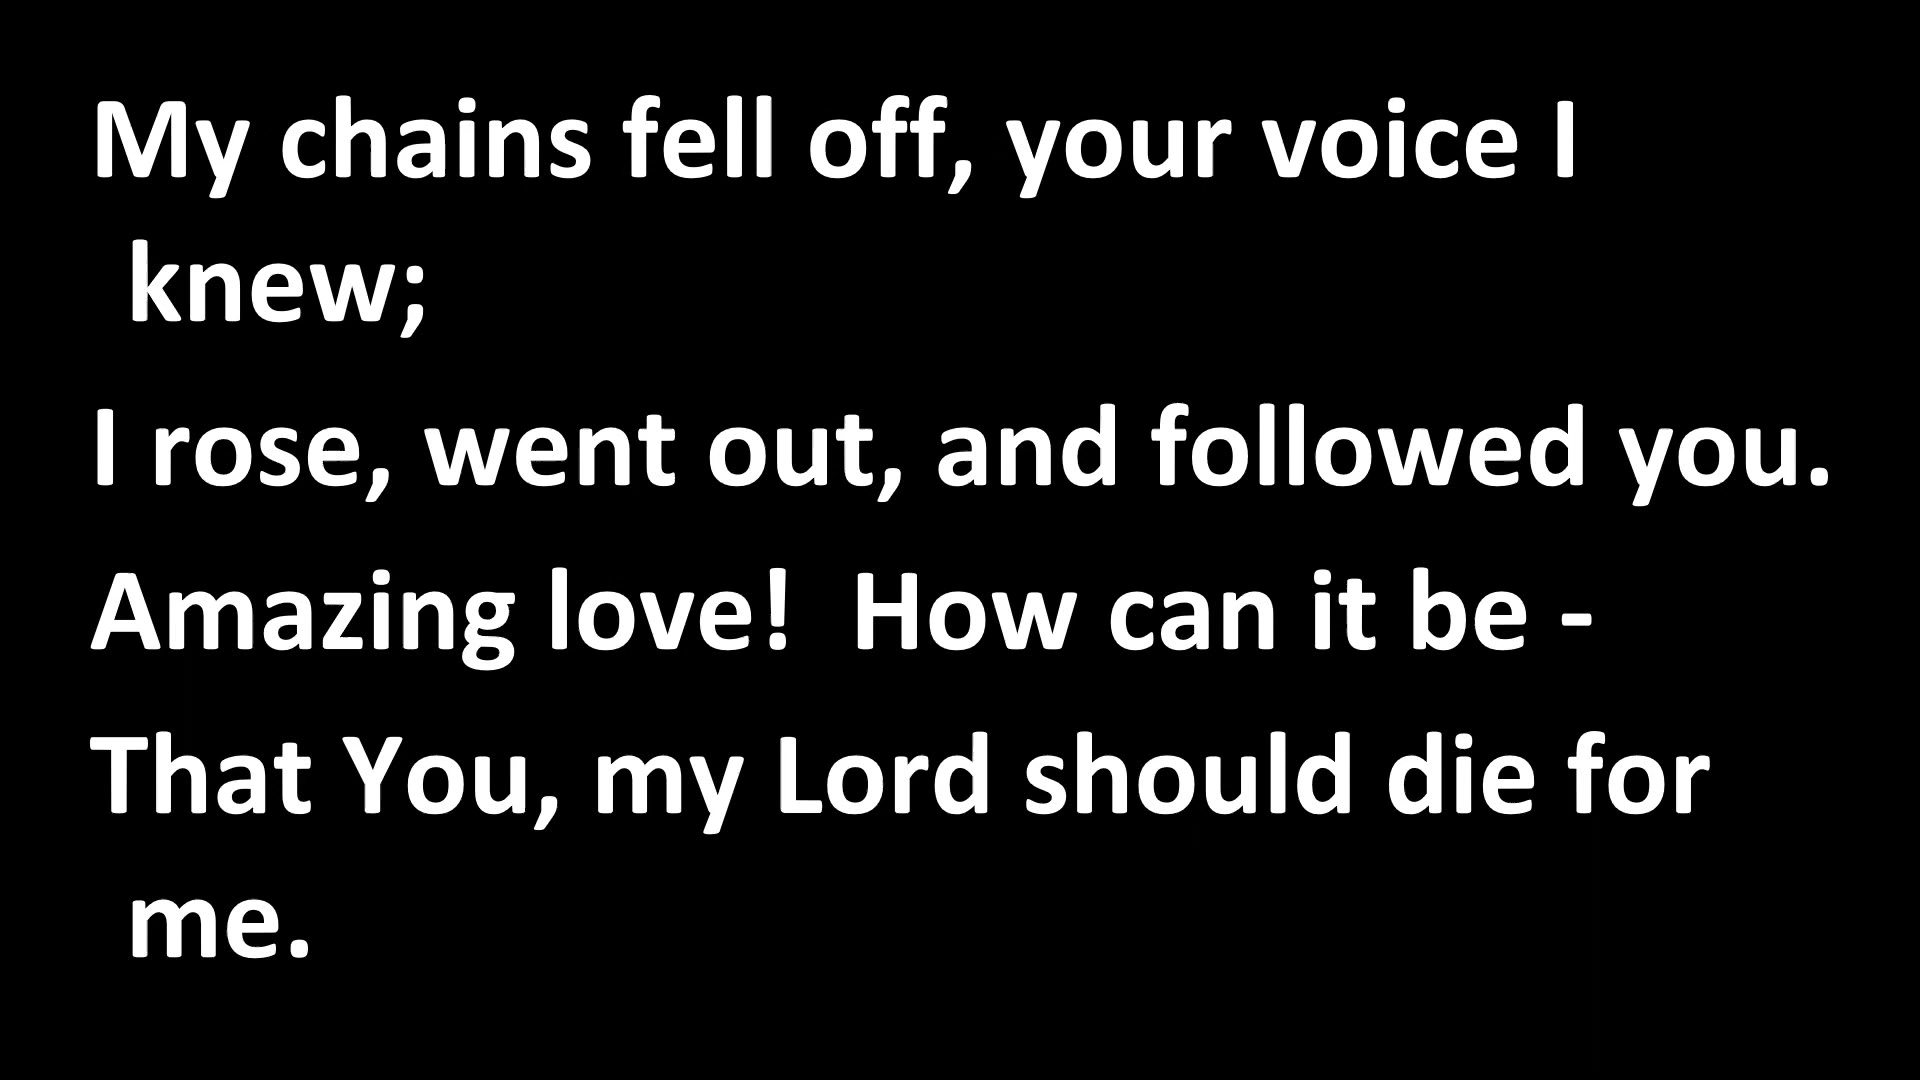 My chains fell off, your voice I
knew;
I rose, went out, and followed you.
Amazing love!  How can it be -
That You, my Lord should die for
me.